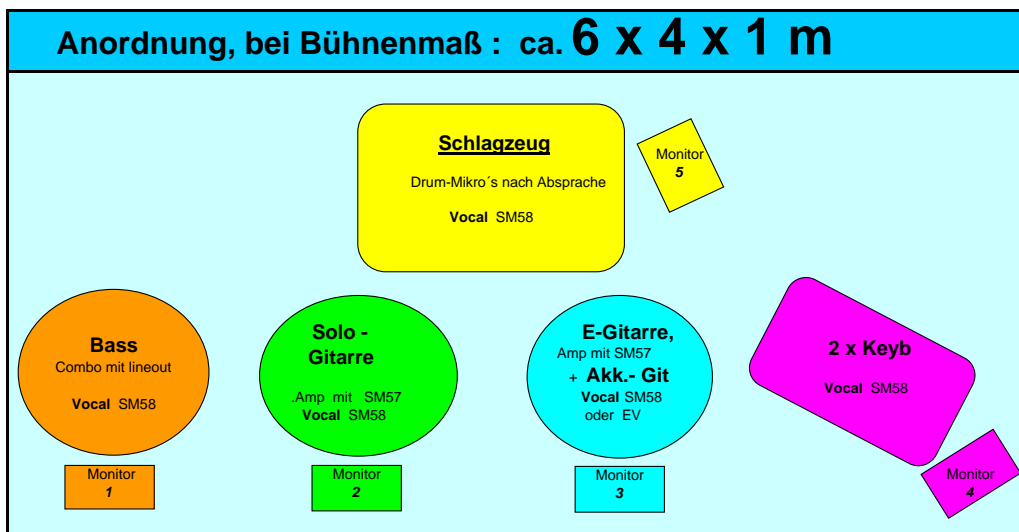 Anordnung, bei Bühnenmaß : ca. 6 x 4 x 1 m
Schlagzeug
Drum-Mikro´s nach Absprache
Vocal SM58
Monitor
5
Bass
Combo mit lineout
Vocal SM58
Monitor
1
Solo -
Gitarre
.Amp mit SM57
Vocal SM58
Monitor
2
E-Gitarre,
Amp mit SM57
+ Akk.- Git
Vocal SM58
oder EV
Monitor
3
2 x Keyb
Vocal SM58
Monitor
4